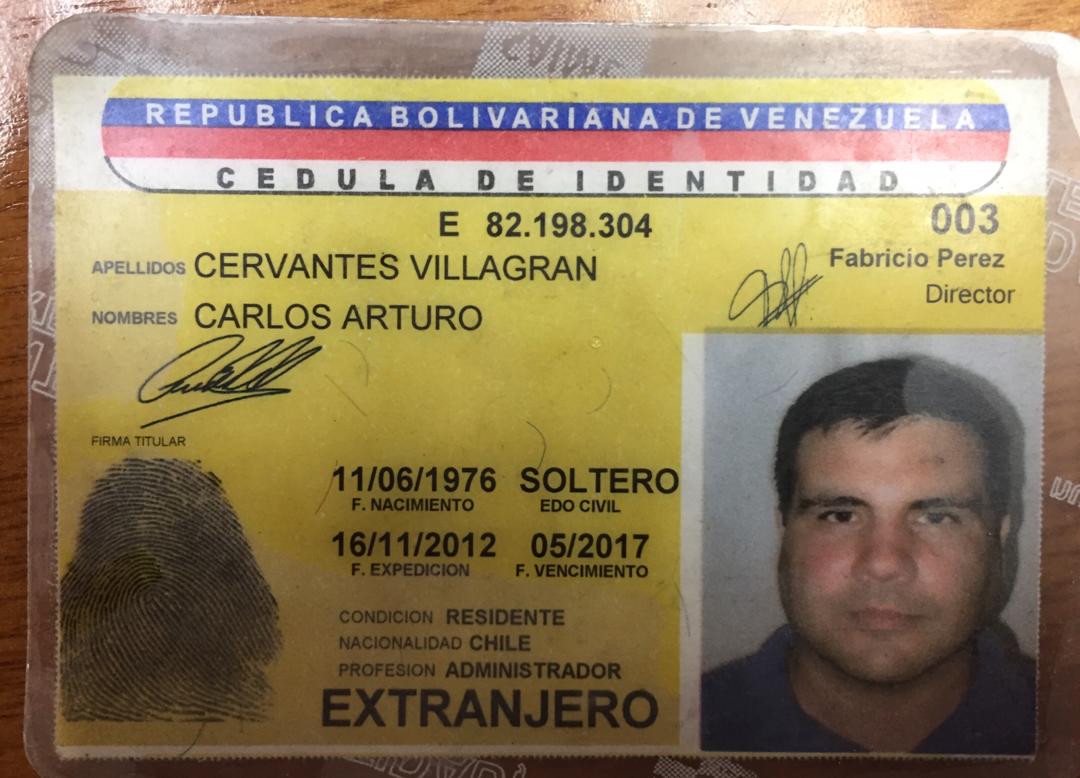 REPUBLICA BOLIVARIANA DE VENEZUELA
CEDULA DE IDENTIDAD
E 82.198.304
003
APELLIDOS CERVANTES VILLAGRAN
Fabricio Perez
Director
NOMBRES CARLOS ARTURO
FIRMA TITULAR
11/06/1976 SOLTERO
F. NACIMIENTO EDO CIVIL
16/11/2012 05/2017
F. EXPEDICION F. VENCIMIENTO
CONDICION RESIDENTE
NACIONALIDAD CHILE
PROFESION ADMINISTRADOR
EXTRANJERO